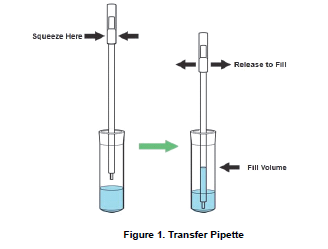 Squeeze Here
Release to Fill
Fill Volume
Figure 1. Transfer Pipette